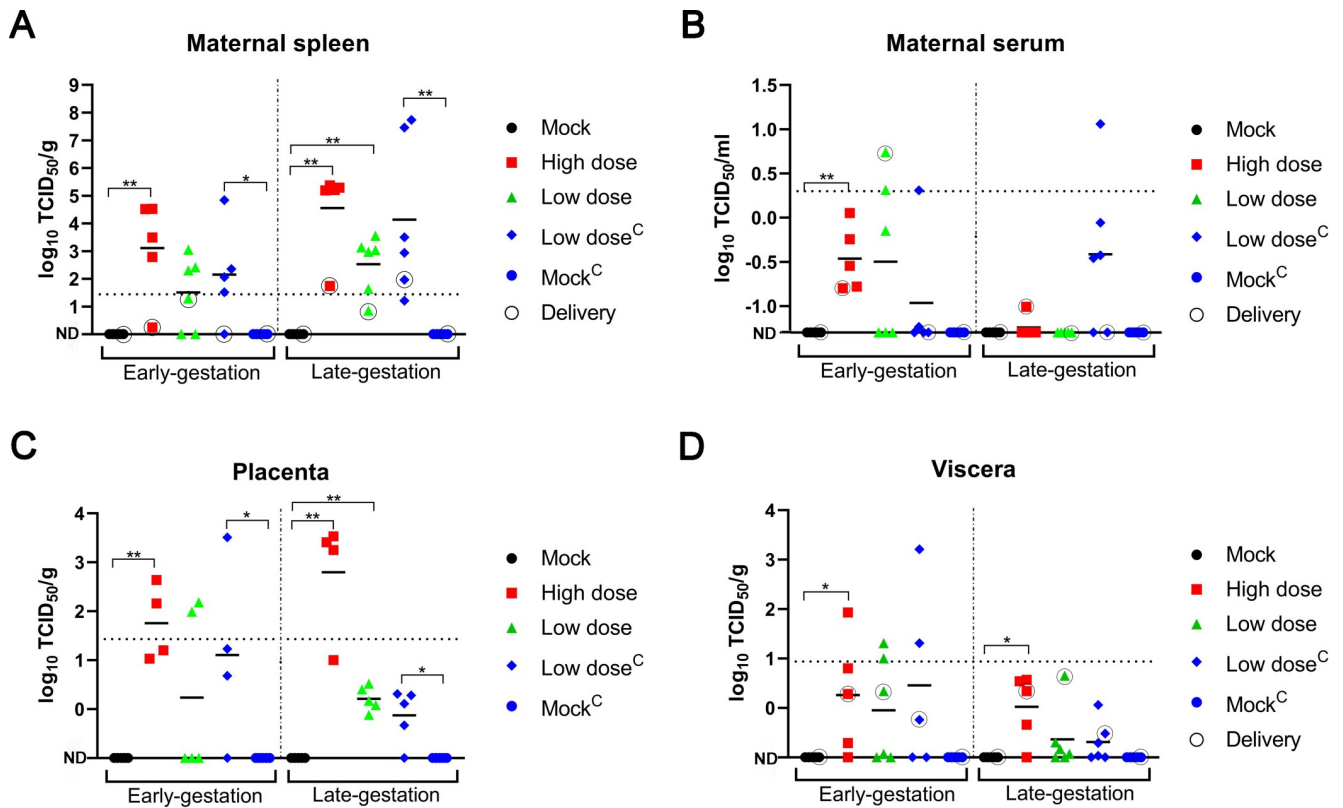 A
Maternal spleen
log10 TCID50/g
9
8
7
6
5
4
3
2
1
ND
**
*
**
**
**
Early-gestation
Late-gestation
Mock
High dose
Low dose
Low doseC
MockC
Delivery
B
Maternal serum
log10 TCID50/ml
1.5
1.0
0.5
0.0
-0.5
-1.0
ND
**
Early-gestation
Late-gestation
Mock
High dose
Low dose
Low doseC
MockC
Delivery
C
Placenta
log10 TCID50/g
4
3
2
1
0
ND
**
*
**
**
*
Early-gestation
Late-gestation
Mock
High dose
Low dose
Low doseC
MockC
D
Viscera
log10 TCID50/g
4
3
2
1
0
ND
*
*
Early-gestation
Late-gestation
Mock
High dose
Low dose
Low doseC
MockC
Delivery